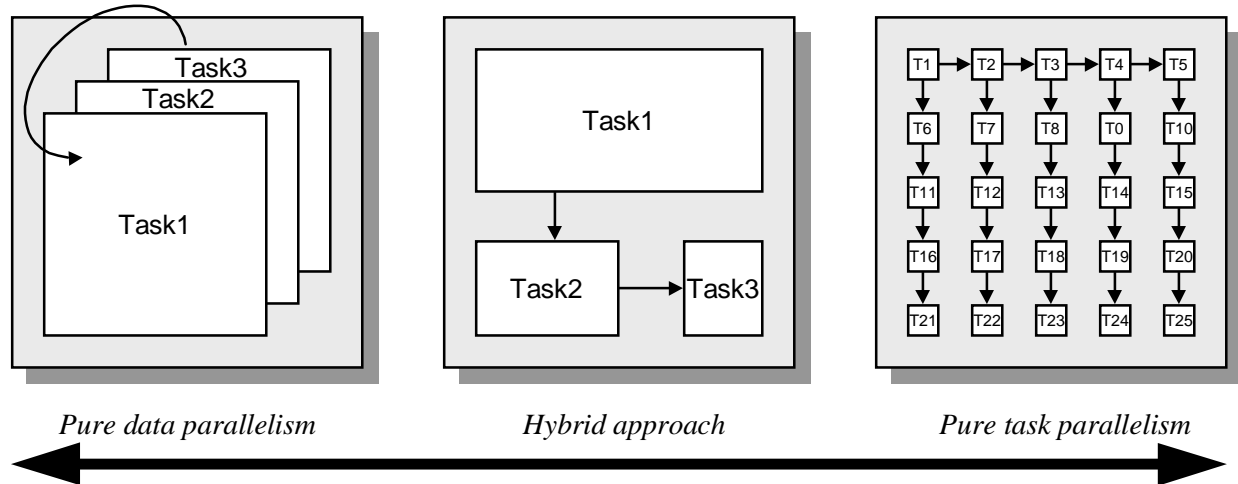 Task3
Task2
Task1
Task1
Task2
Task3
T1 T2 T3 T4 T5
T6 T7 T8 T0 T10
T11 T12 T13 T14 T15
T16 T17 T18 T19 T20
T21 T22 T23 T24 T25
Pure data parallelism
Hybrid approach
Pure task parallelism